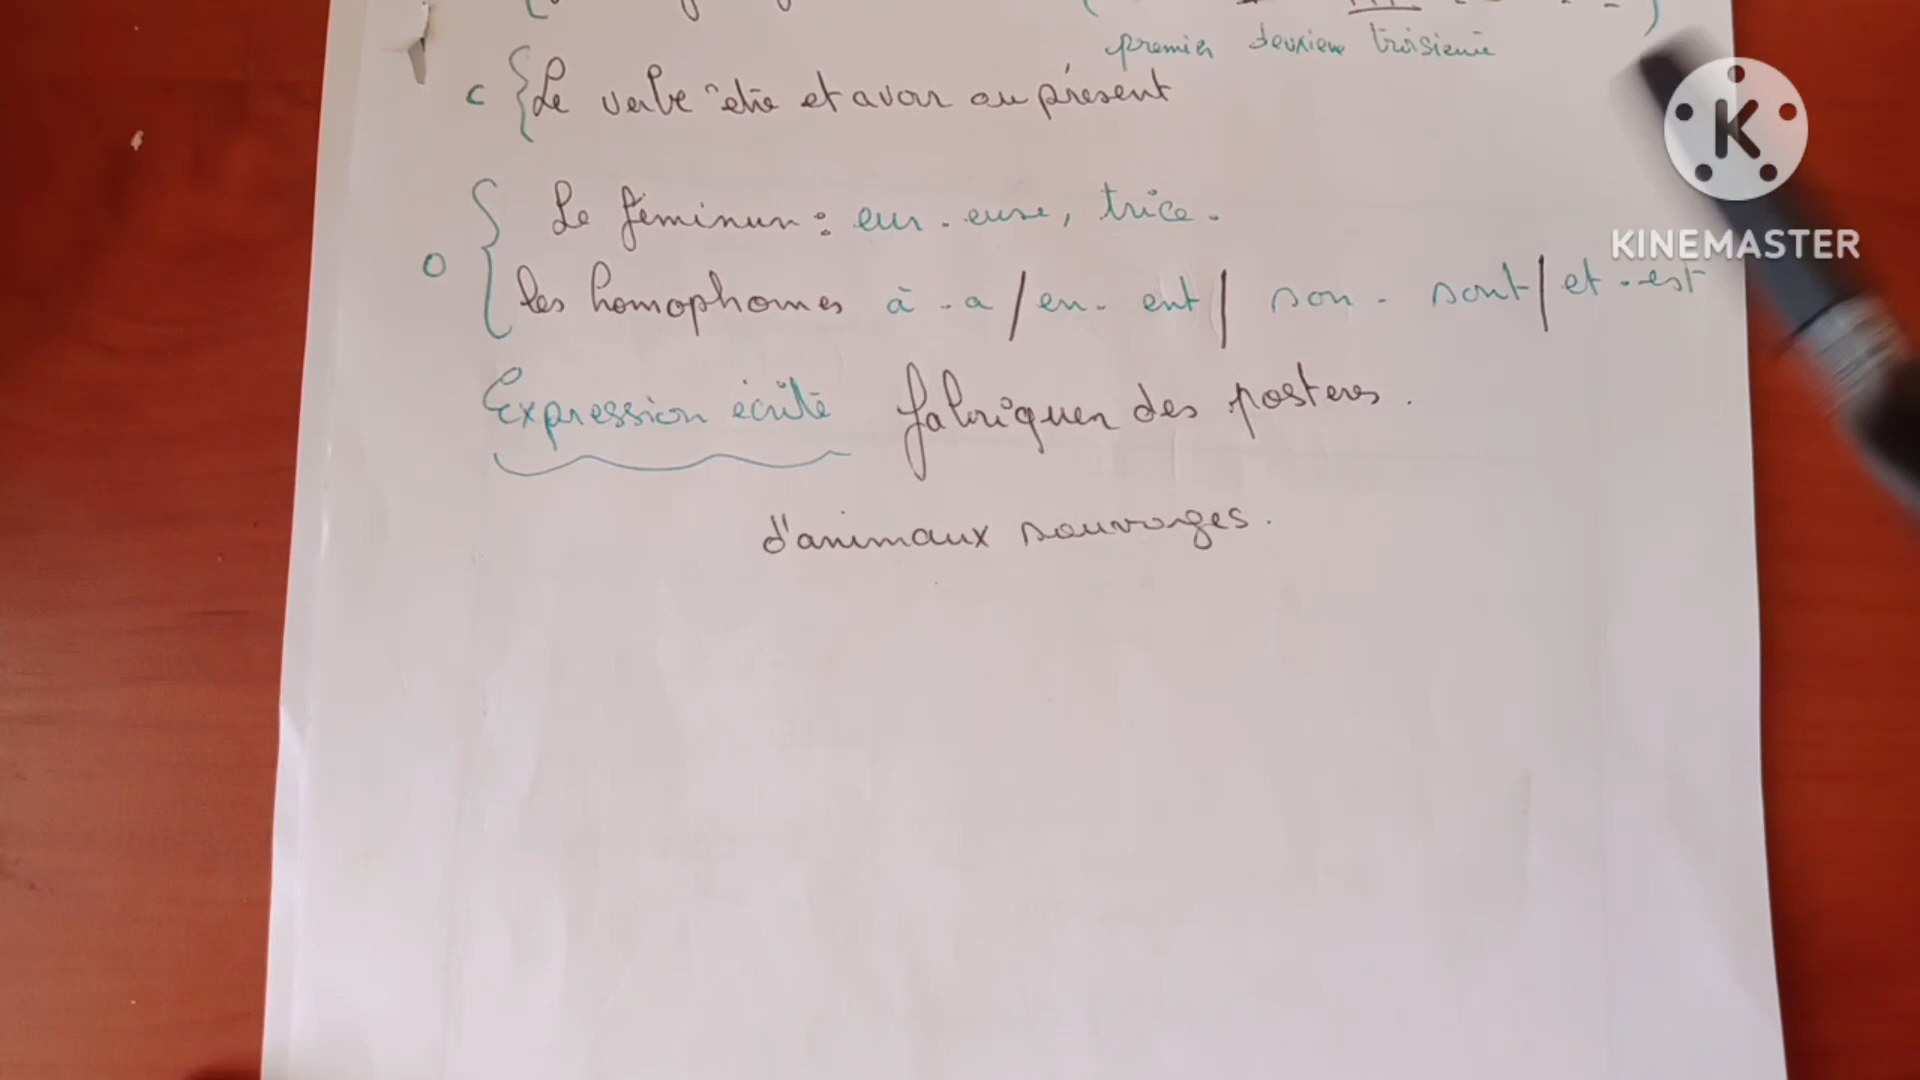 premier deuxième troisième
c { Le verbe être et avoir au présent
o { Le féminin : eur - euse, trice.
les homophones à - a / en - ent / son - sont / et - est
Expression écrite fabriquer des posters.
d'animaux sauvages.
K
KINEMASTER